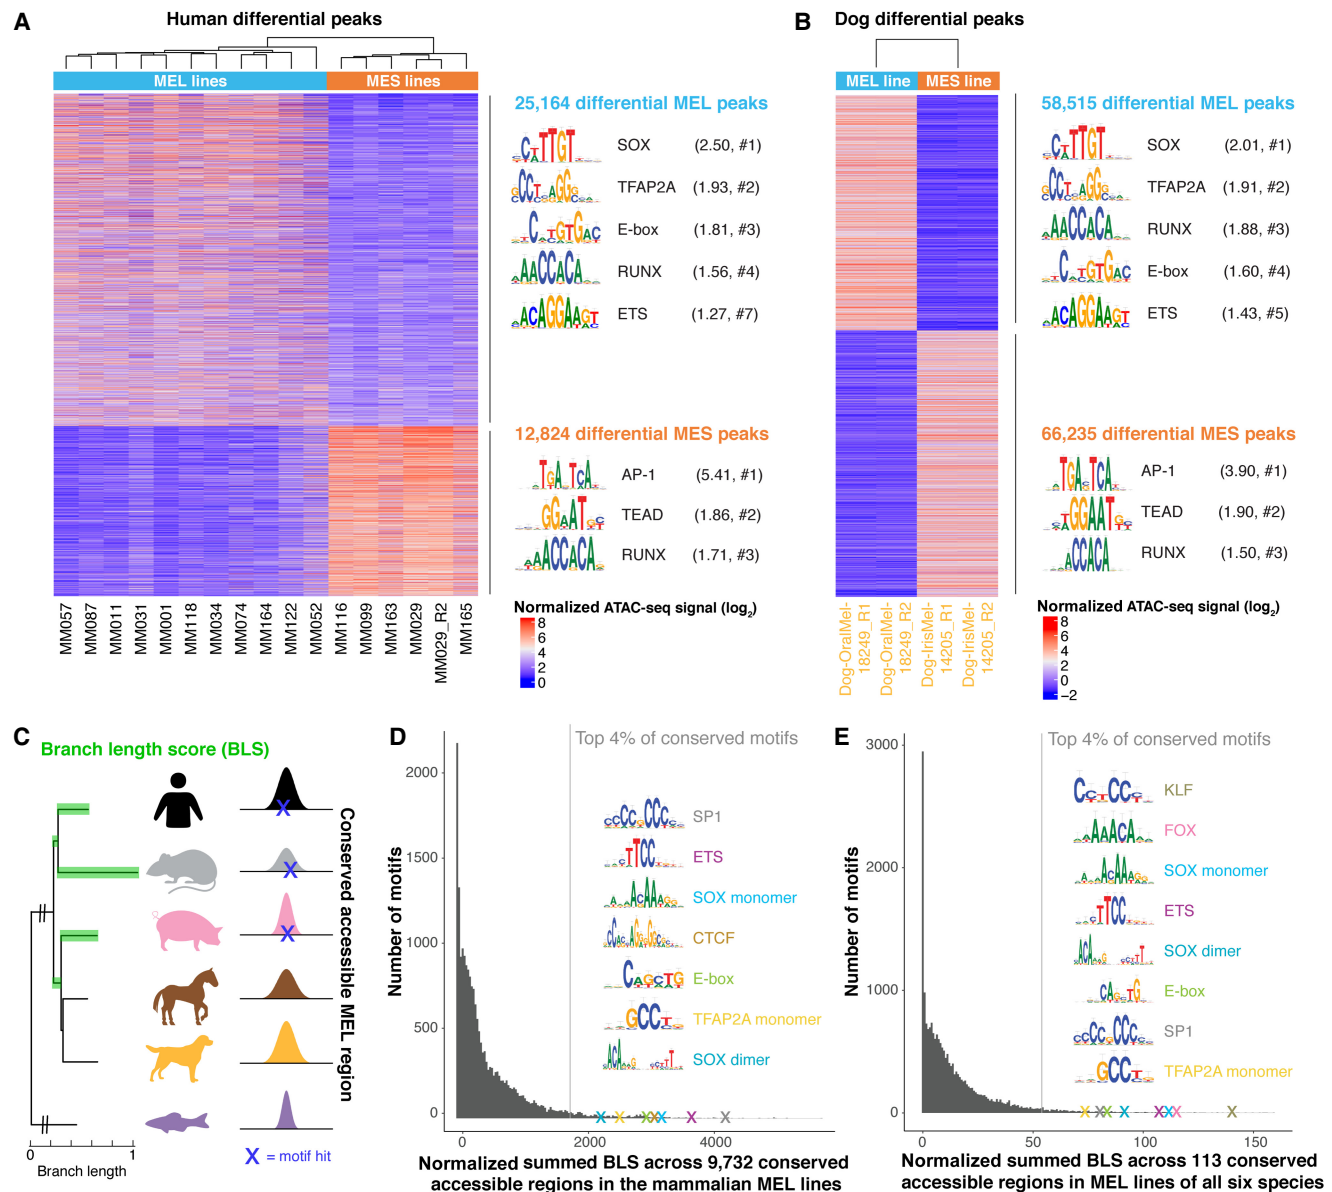 A
Human differential peaks
MEL lines
MES lines
25,164 differential MEL peaks
SOX (2.50, #1)
TFAP2A (1.93, #2)
E-box (1.81, #3)
RUNX (1.56, #4)
ETS (1.27, #7)
12,824 differential MES peaks
AP-1 (5.41, #1)
TEAD (1.86, #2)
RUNX (1.71, #3)
Normalized ATAC-seq signal (log2)
8
6
4
2
0
MM057
MM087
MM011
MM031
MM001
MM118
MM034
MM074
MM164
MM122
MM052
MM116
MM099
MM163
MM029
MM029_R2
MM165
B
Dog differential peaks
MEL line
MES line
58,515 differential MEL peaks
SOX (2.01, #1)
TFAP2A (1.91, #2)
RUNX (1.88, #3)
E-box (1.60, #4)
ETS (1.43, #5)
66,235 differential MES peaks
AP-1 (3.90, #1)
TEAD (1.90, #2)
RUNX (1.50, #3)
Normalized ATAC-seq signal (log2)
8
6
4
2
0
−2
Dog-OralMel-
18249_R1
Dog-OralMel-
18249_R2
Dog-IrisMel-
14205_R1
Dog-IrisMel-
14205_R2
C
Branch length score (BLS)
Conserved accessible MEL region
0
1
Branch length
X = motif hit
D
Top 4% of conserved motifs
Number of motifs
2000
1500
1000
500
0
SP1
ETS
SOX monomer
CTCF
E-box
TFAP2A monomer
SOX dimer
0
2000
4000
Normalized summed BLS across 9,732 conserved
accessible regions in the mammalian MEL lines
E
Top 4% of conserved motifs
Number of motifs
3000
2000
1000
0
KLF
FOX
SOX monomer
ETS
SOX dimer
E-box
SP1
TFAP2A monomer
0
50
100
150
Normalized summed BLS across 113 conserved
accessible regions in MEL lines of all six species